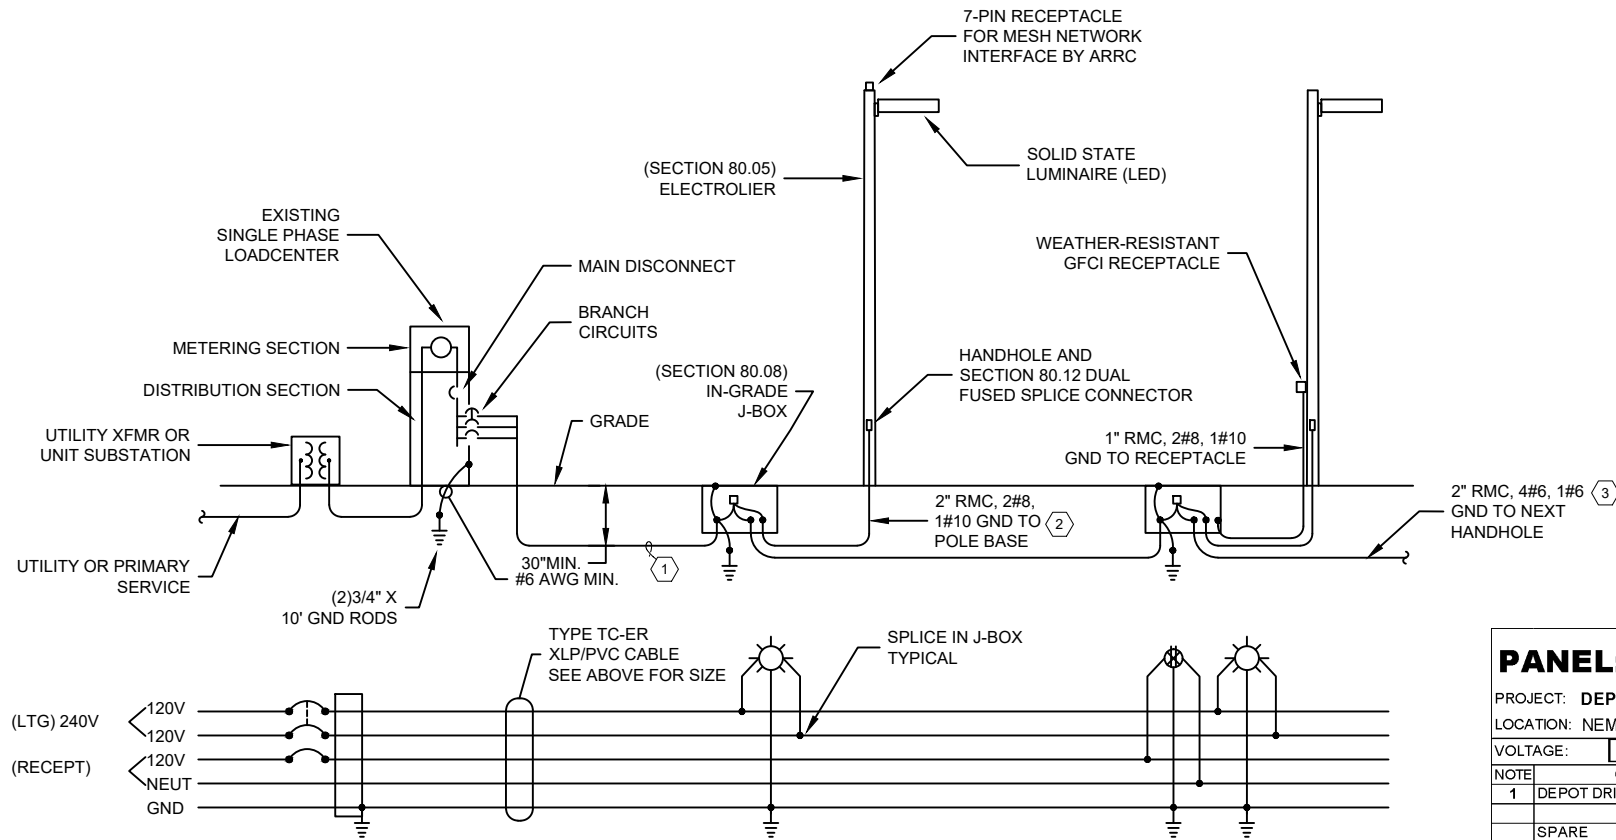 7-PIN RECEPTACLE
FOR MESH NETWORK
INTERFACE BY ARRC
SOLID STATE
LUMINAIRE (LED)
(SECTION 80.05)
ELECTROLIER
EXISTING
SINGLE PHASE
LOADCENTER
WEATHER-RESISTANT
GFCI RECEPTACLE
MAIN DISCONNECT
BRANCH
CIRCUITS
METERING SECTION
HANDHOLE AND
SECTION 80.12 DUAL
FUSED SPLICE CONNECTOR
(SECTION 80.08)
IN-GRADE
J-BOX
DISTRIBUTION SECTION
GRADE
UTILITY XFMR OR
UNIT SUBSTATION
1" RMC, 2#8, 1#10
GND TO RECEPTACLE
2" RMC, 4#6, 1#6 3
GND TO NEXT
HANDHOLE
2" RMC, 2#8,
1#10 GND TO 2
POLE BASE
UTILITY OR PRIMARY
SERVICE
30"MIN.
#6 AWG MIN.
1
(2)3/4" X
10' GND RODS
TYPE TC-ER
XLP/PVC CABLE
SEE ABOVE FOR SIZE
SPLICE IN J-BOX
TYPICAL
(LTG) 240V
120V
120V
(RECEPT)
120V
NEUT
GND
PANEL
PROJECT: DEP
LOCATION: NEM
VOLTAGE:
NOTE
1 DEPOT DRI
SPARE